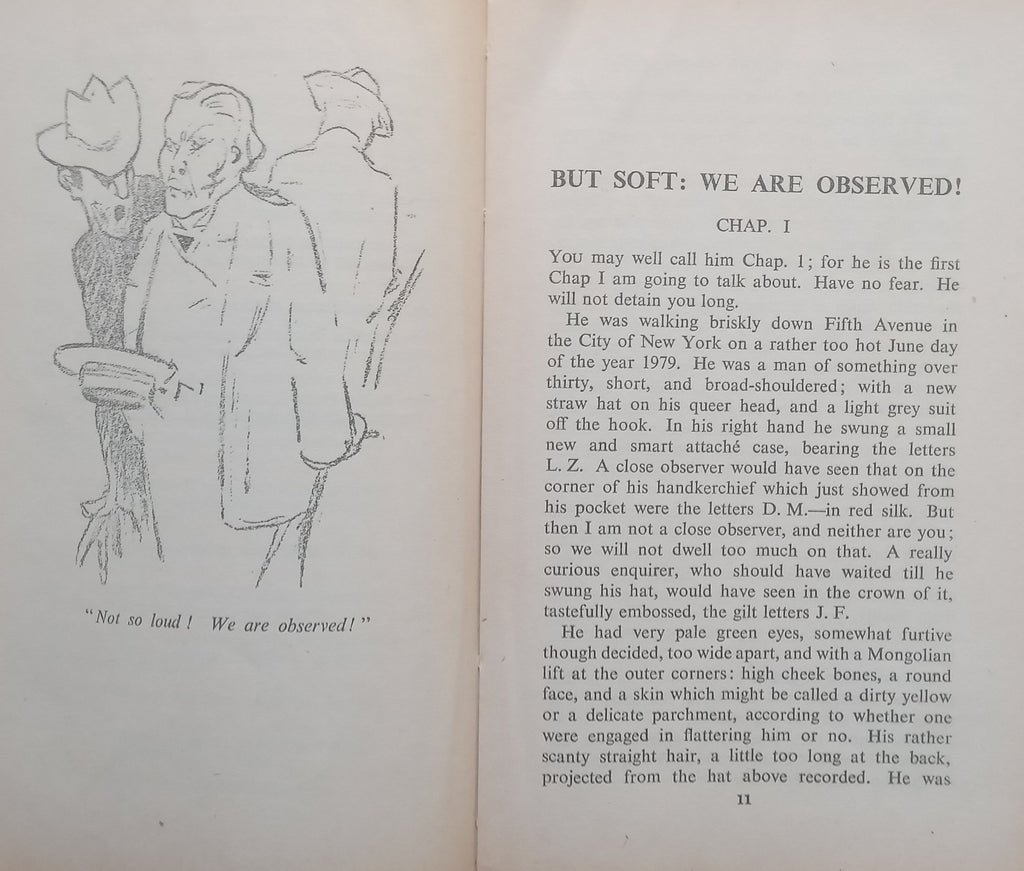 "Not so loud! We are observed!"
BUT SOFT: WE ARE OBSERVED!
CHAP. I
YOU may well call him Chap. 1; for he is the first
Chap I am going to talk about. Have no fear. He
will not detain you long.
He was walking briskly down Fifth Avenue in
the City of New York on a rather too hot June day
of the year 1979. He was a man of something over
thirty, short, and broad-shouldered; with a new
straw hat on his queer head, and a light grey suit
off the hook. In his right hand he swung a small
new and smart attaché case, bearing the letters
L. Z. A close observer would have seen that on the
corner of his handkerchief which just showed from
his pocket were the letters D. M.—in red silk. But
then I am not a close observer, and neither are you;
so we will not dwell too much on that. A really
curious enquirer, who should have waited till he
swung his hat, would have seen in the crown of it,
tastefully embossed, the gilt letters J. F.
He had very pale green eyes, somewhat furtive
though decided, too wide apart, and with a Mongolian
lift at the outer corners: high cheek bones, a round
face, and a skin which might be called a dirty yellow
or a delicate parchment, according to whether one
were engaged in flattering him or no. His rather
scanty straight hair, a little too long at the back,
projected from the hat above recorded. He was
11